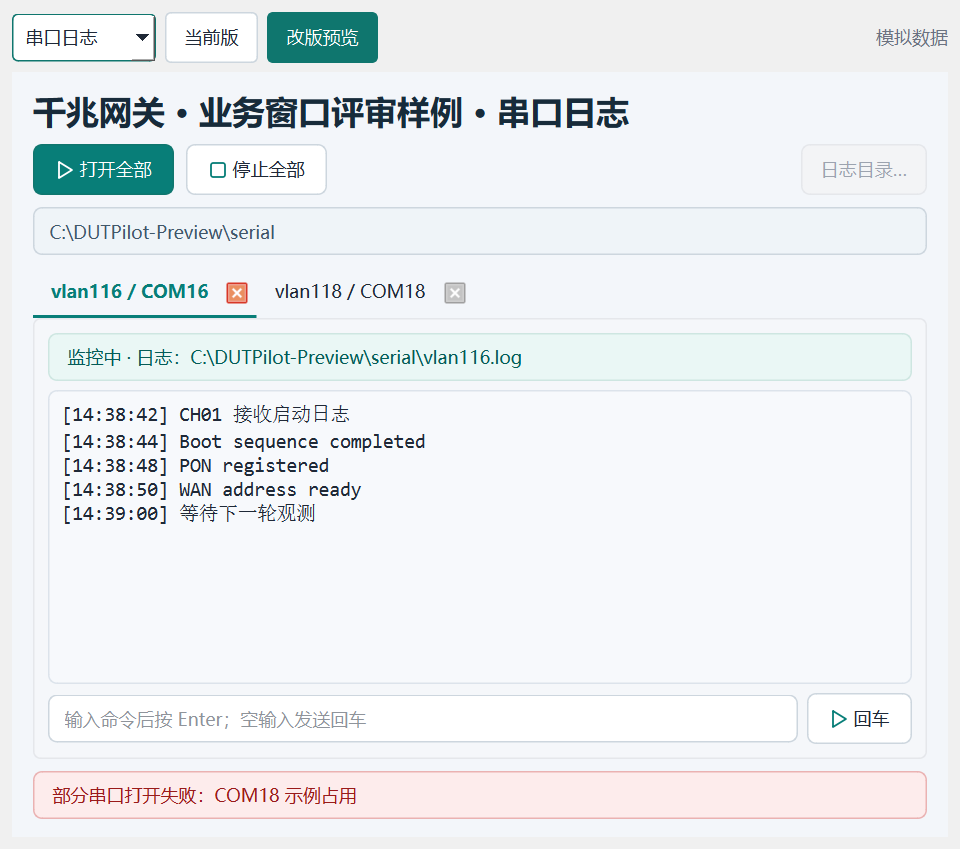 串口日志
当前版
改版预览
模拟数据
千兆网关 • 业务窗口评审样例 • 串口日志
打开全部
停止全部
日志目录...
C:\DUTPilot-Preview\serial
vlan116 / COM16
vlan118 / COM18
监控中 · 日志：C:\DUTPilot-Preview\serial\vlan116.log
[14:38:42] CH01 接收启动日志
[14:38:44] Boot sequence completed
[14:38:48] PON registered
[14:38:50] WAN address ready
[14:39:00] 等待下一轮观测
输入命令后按 Enter；空输入发送回车
回车
部分串口打开失败：COM18 示例占用